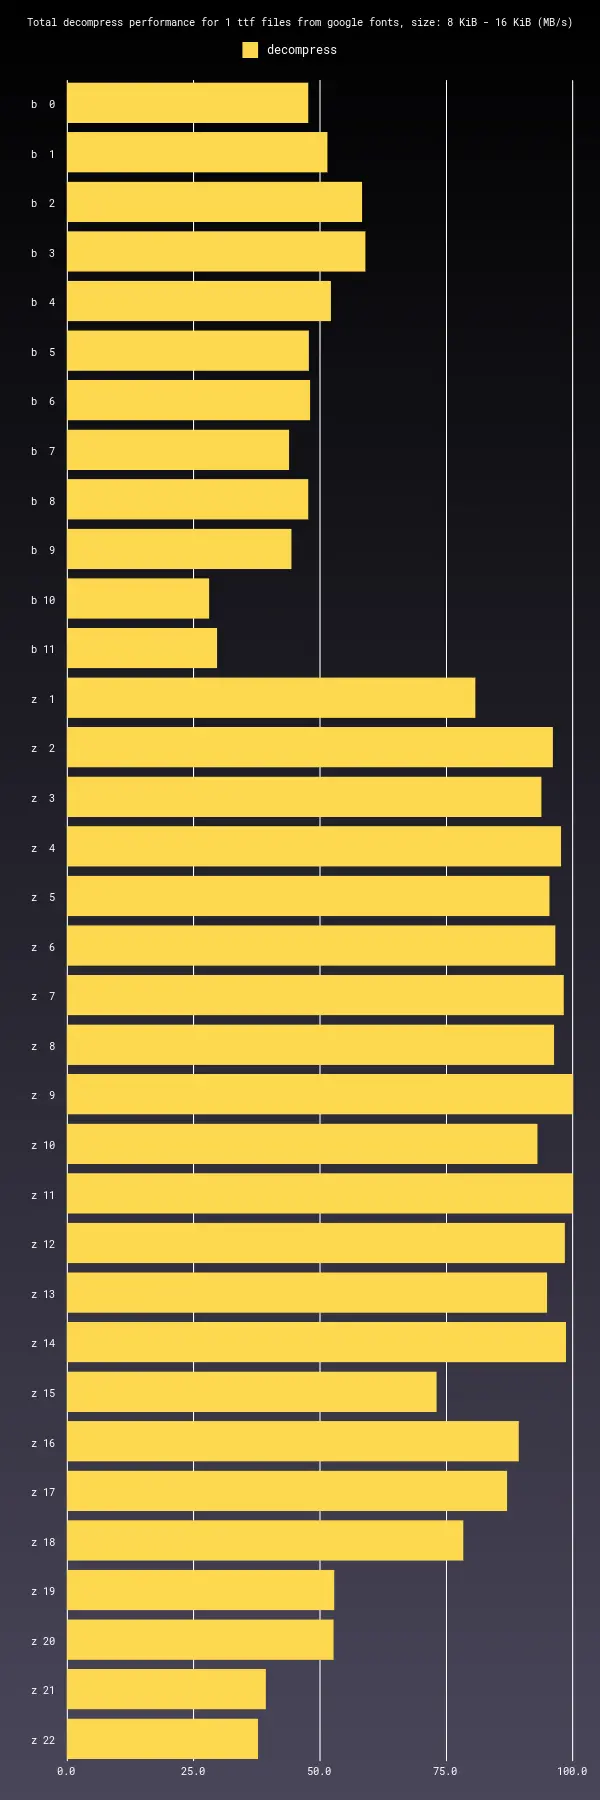 Total decompress performance for 1 ttf files from google fonts, size: 8 KiB - 16 KiB (MB/s)
decompress
b 0
b 1
b 2
b 3
b 4
b 5
b 6
b 7
b 8
b 9
b 10
b 11
z 1
z 2
z 3
z 4
z 5
z 6
z 7
z 8
z 9
z 10
z 11
z 12
z 13
z 14
z 15
z 16
z 17
z 18
z 19
z 20
z 21
z 22
0.0 25.0 50.0 75.0 100.0